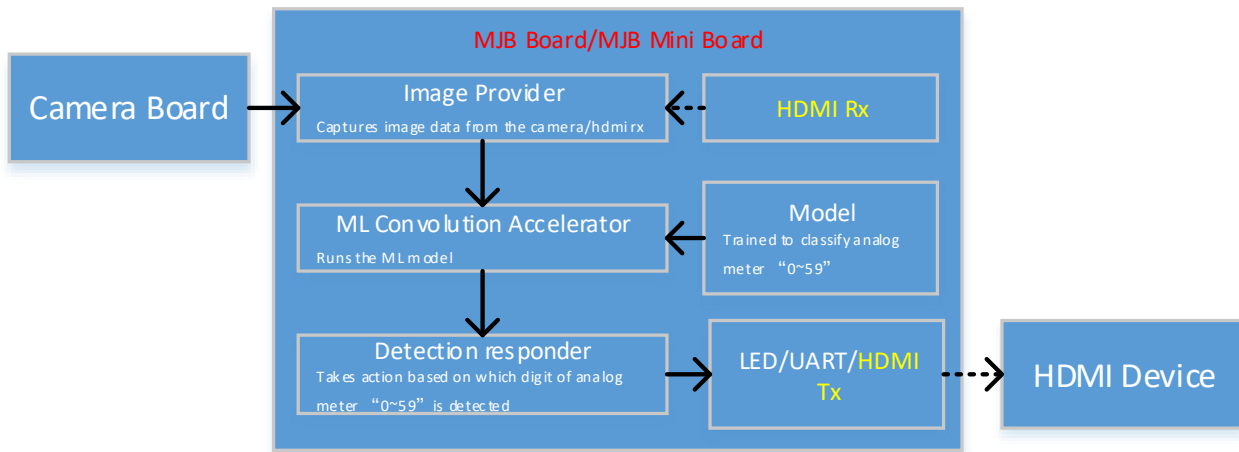 MJB Board/MJB Mini Board
Camera Board
Image Provider
Captures image data from the camera/hdmi rx
HDMI Rx
ML Convolution Accelerator
Runs the ML model
Model
Trained to classify analog
meter “0~59”
Detection responder
Takes action based on which digit of analog
meter “0~59” is detected
LED/UART/HDMI
Tx
HDMI Device